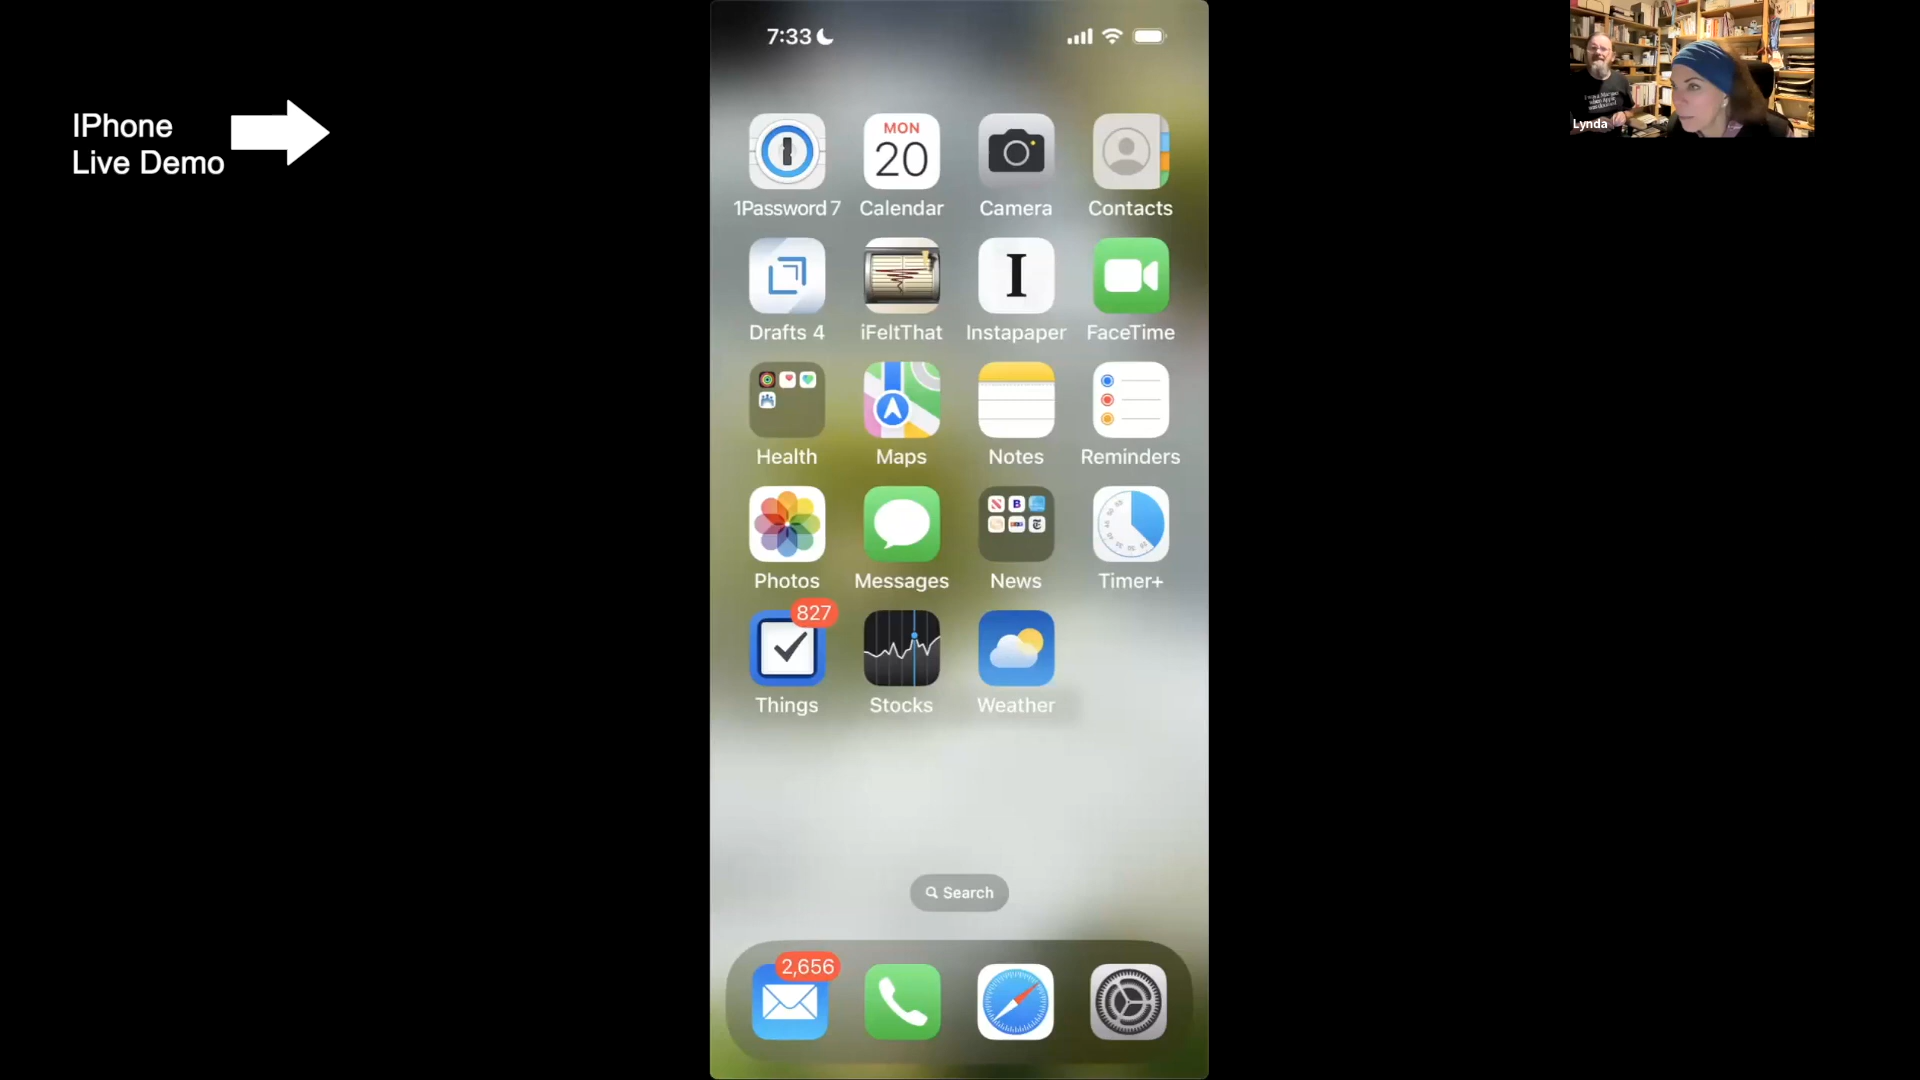 IPhone
Live Demo
7:33
Lynda
MON
20
1Password 7 Calendar Camera Contacts
I
Drafts 4 iFeltThat Instapaper FaceTime
Health Maps Notes Reminders
B
Photos Messages News Timer+
827
Things Stocks Weather
Search
2,656